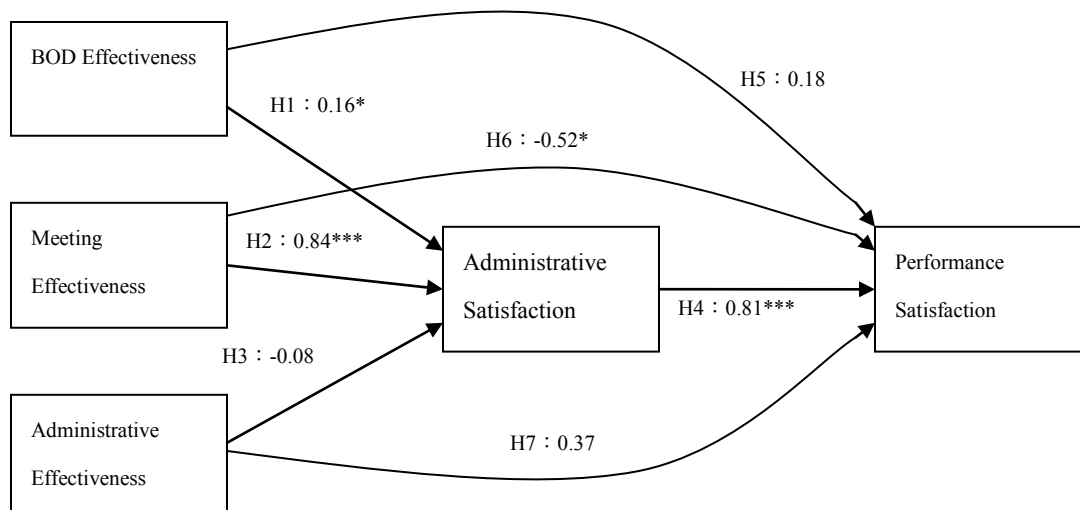 BOD Effectiveness
H5：0.18
H1：0.16*
H6：-0.52*
Meeting
Effectiveness
H2：0.84***
Administrative
Satisfaction
Performance
Satisfaction
H4：0.81***
H3：-0.08
Administrative
Effectiveness
H7：0.37